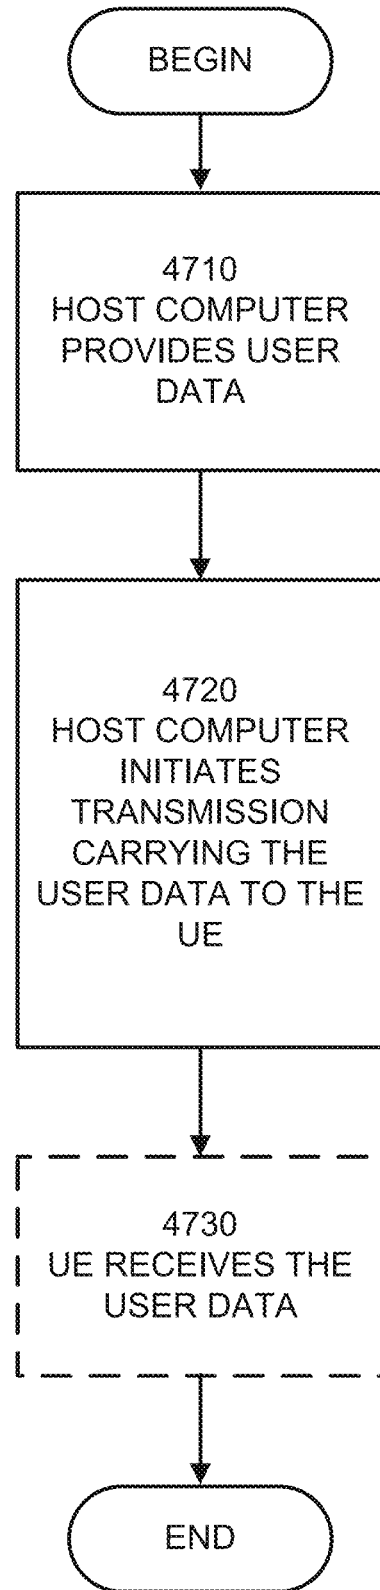 BEGIN
4710
HOST COMPUTER
PROVIDES USER
DATA
4720
HOST COMPUTER
INITIATES
TRANSMISSION
CARRYING THE
USER DATA TO THE
UE
4730
UE RECEIVES THE
USER DATA
END